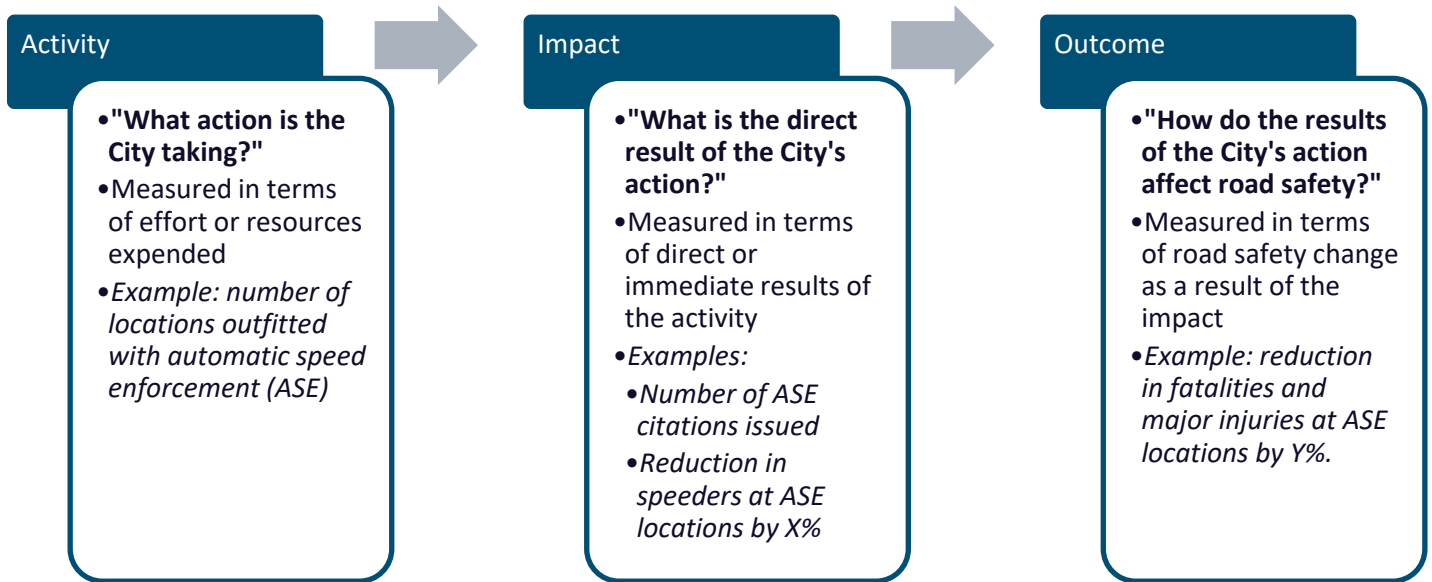 Activity
•"What action is the
City taking?"
•Measured in terms
of effort or resources
expended
•Example: number of
locations outfitted
with automatic speed
enforcement (ASE)
Impact
•"What is the direct
result of the City's
action?"
•Measured in terms
of direct or
immediate results of
the activity
•Examples:
•Number of ASE
citations issued
•Reduction in
speeders at ASE
locations by X%
Outcome
•"How do the results
of the City's action
affect road safety?"
•Measured in terms
of road safety change
as a result of the
impact
•Example: reduction
in fatalities and
major injuries at ASE
locations by Y%.